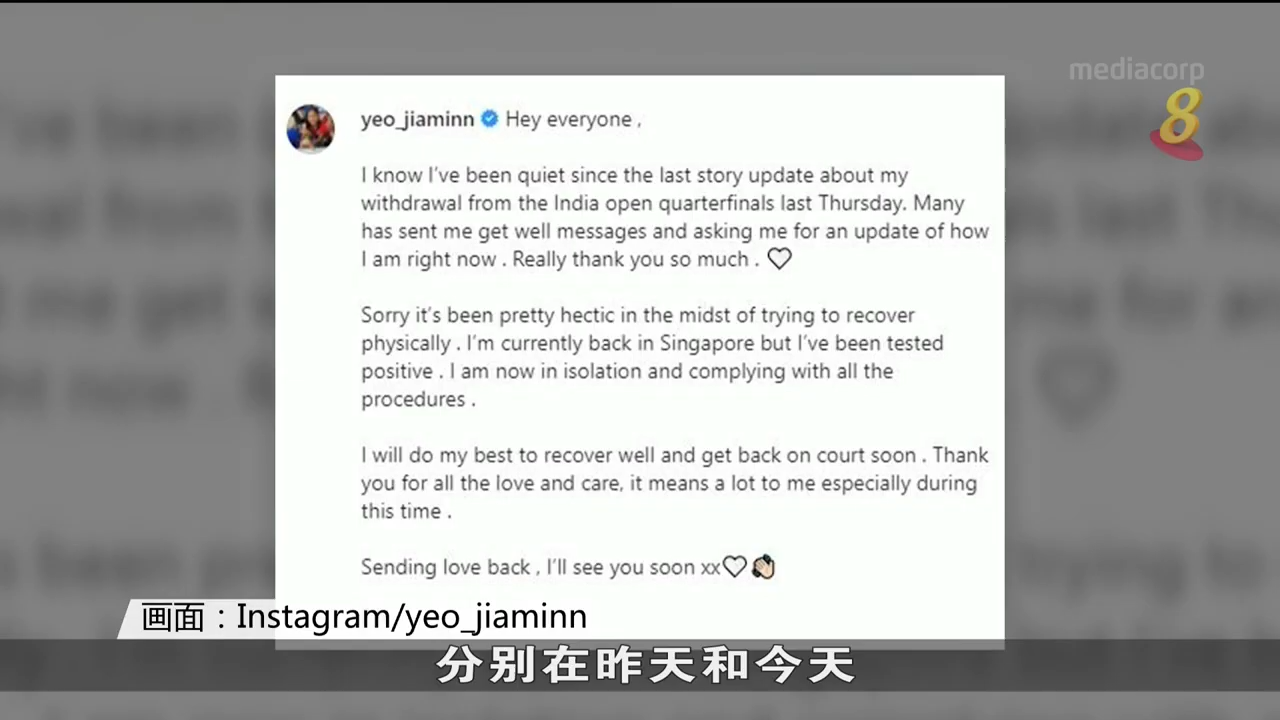 mediacorp
8
yeo_jiaminn Hey everyone .
I know I've been quiet since the last story update about my
withdrawal from the India open quarterfinals last Thursday. Many
has sent me get well messages and asking me for an update of how
I am right now . Really thank you so much . ♡
Sorry it's been pretty hectic in the midst of trying to recover
physically . I'm currently back in Singapore but I've been tested
positive . I am now in isolation and complying with all the
procedures .
I will do my best to recover well and get back on court soon . Thank
you for all the love and care, it means a lot to me especially during
this time .
Sending love back , I'll see you soon xx♡👏🏻
画面：Instagram/yeo_jiaminn
分别在昨天和今天